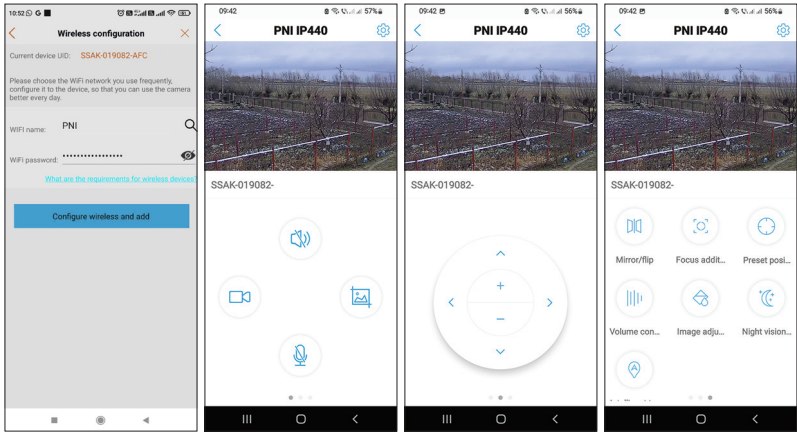 10:52
Wireless configuration
Current device UID: SSAK-019082-AFC
Please choose the WiFi network you use frequently,
configure it to the device, so that you can use the camera
better every day.
WIFI name: PNI
WiFi password: ••••••••••••••••
What are the requirements for wireless devices?
Configure wireless and add
09:42 57%
PNI IP440
SSAK-019082-
09:42 56%
PNI IP440
SSAK-019082-
09:42 56%
PNI IP440
SSAK-019082-
Mirror/flip Focus addit... Preset posi...
Volume con... Image adju... Night vision...